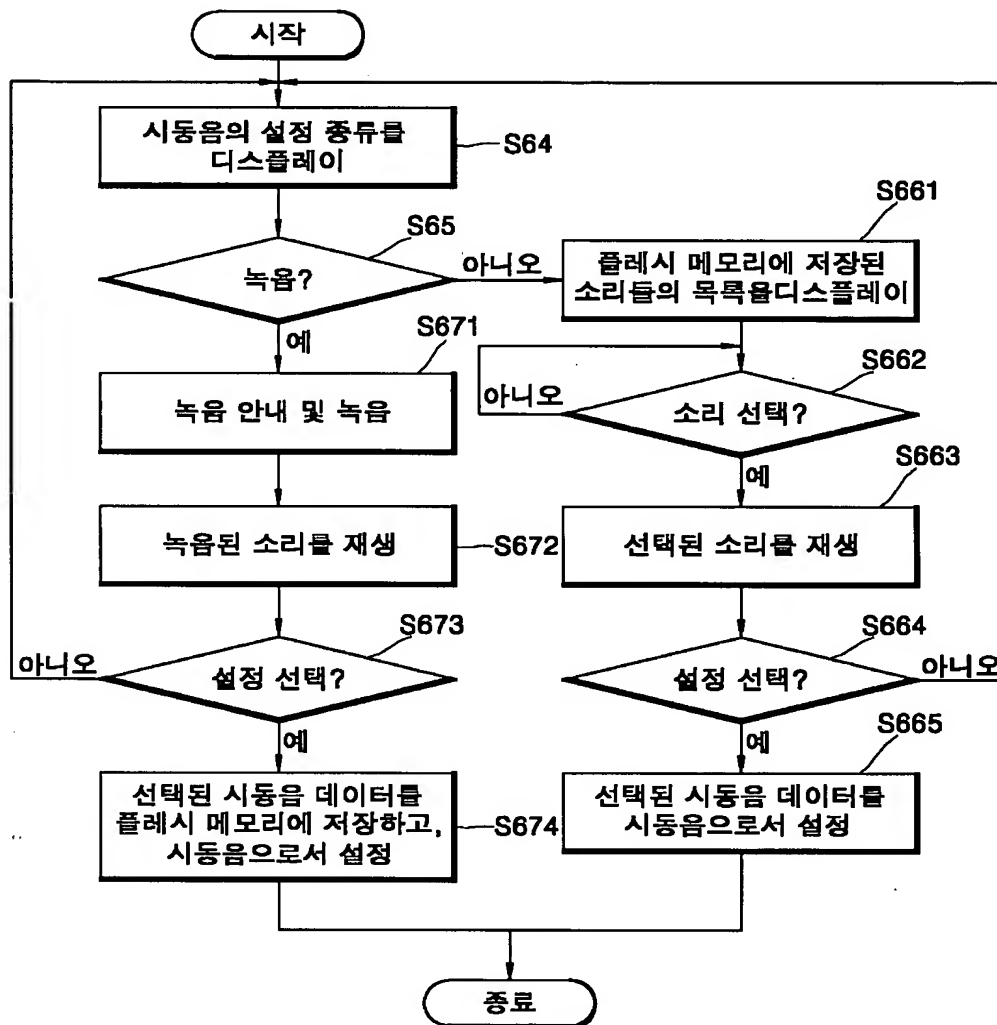 시작
시동음의 설정 종류를
디스플레이
S64
S65
녹음?
아니오
예
S661
플레시 메모리에 저장된
소리들의 목록을디스플레이
S671
녹음 안내 및 녹음
S662
아니오
소리 선택?
예
S663
녹음된 소리를 재생
S672
선택된 소리를 재생
S673
아니오
설정 선택?
예
S664
설정 선택?
아니오
예
S665
선택된 시동음 데이터를
플레시 메모리에 저장하고,
시동음으로서 설정
S674
선택된 시동음 데이터를
시동음으로서 설정
종료